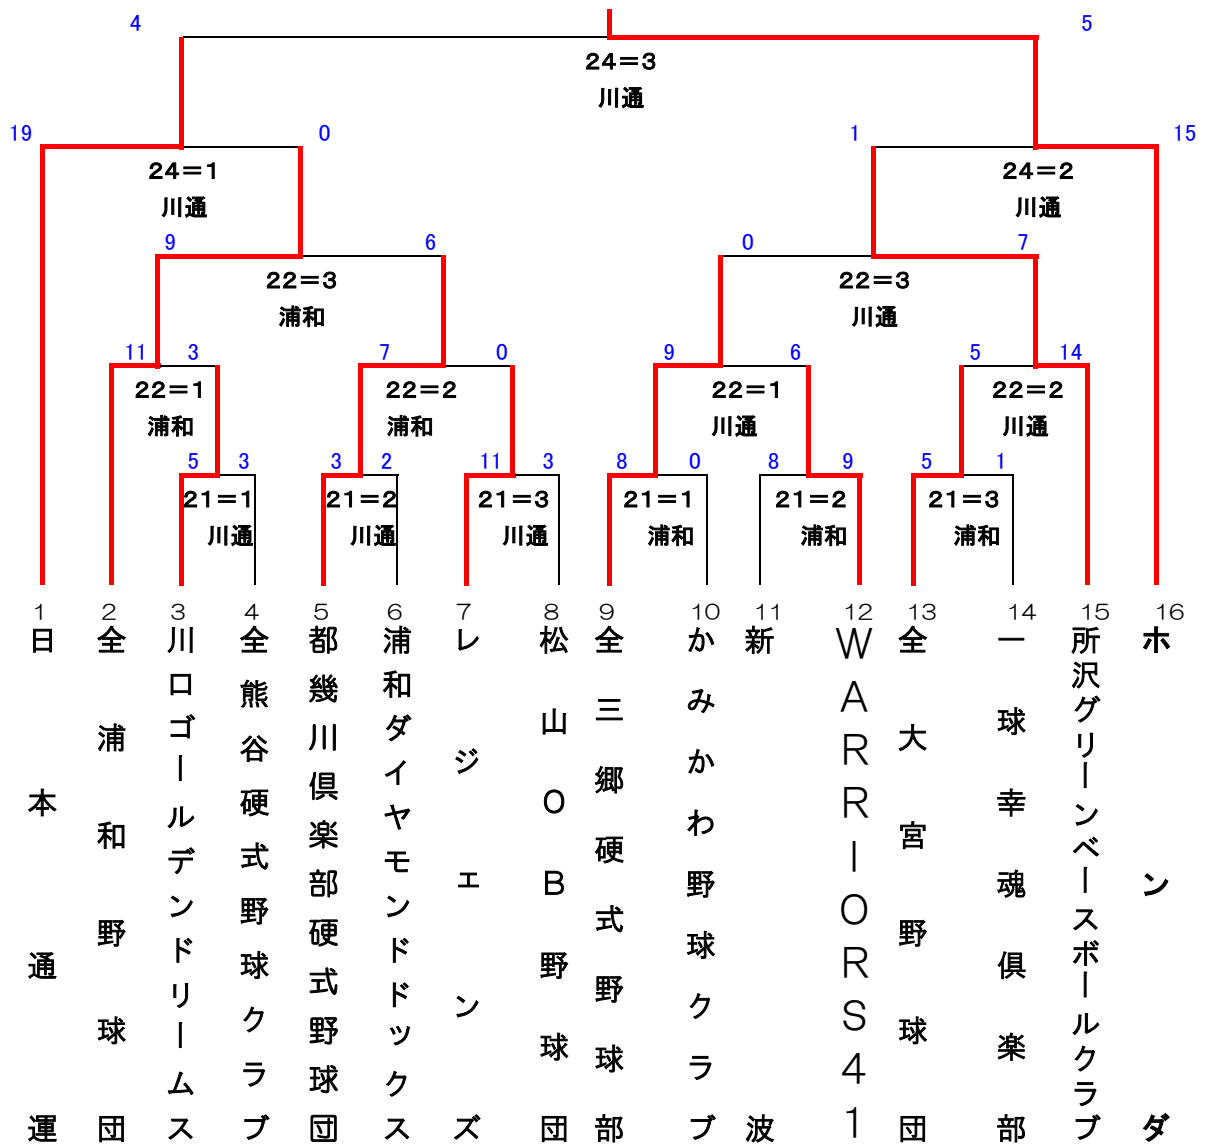 4 5
24=3
川通
19 0 1 15
24=1 24=2
川通 川通
9 6 0 7
22=3 22=3
浦和 川通
11 3 7 0 9 6 5 14
22=1 22=2 22=1 22=2
浦和 浦和 川通 川通
5 3 3 2 11 3 8 0 8 9 5 1
21=1 21=2 21=3 21=1 21=2 21=3
川通 川通 川通 浦和 浦和 浦和
1 2 3 4 5 6 7 8 9 10 11 12 13 14 15 16
日本通運
全浦和野球団
川口ゴールデンドリームス
全熊谷硬式野球クラブ
都幾川倶楽部硬式野球団
浦和ダイヤモンドドックス
レジェンズ
松山OB野球団
全三郷硬式野球部
かみかわ野球クラブ
新波
WARRIORS41
全大宮野球団
一球幸魂倶楽部
所沢グリーンベースボールクラブ
ホンダ